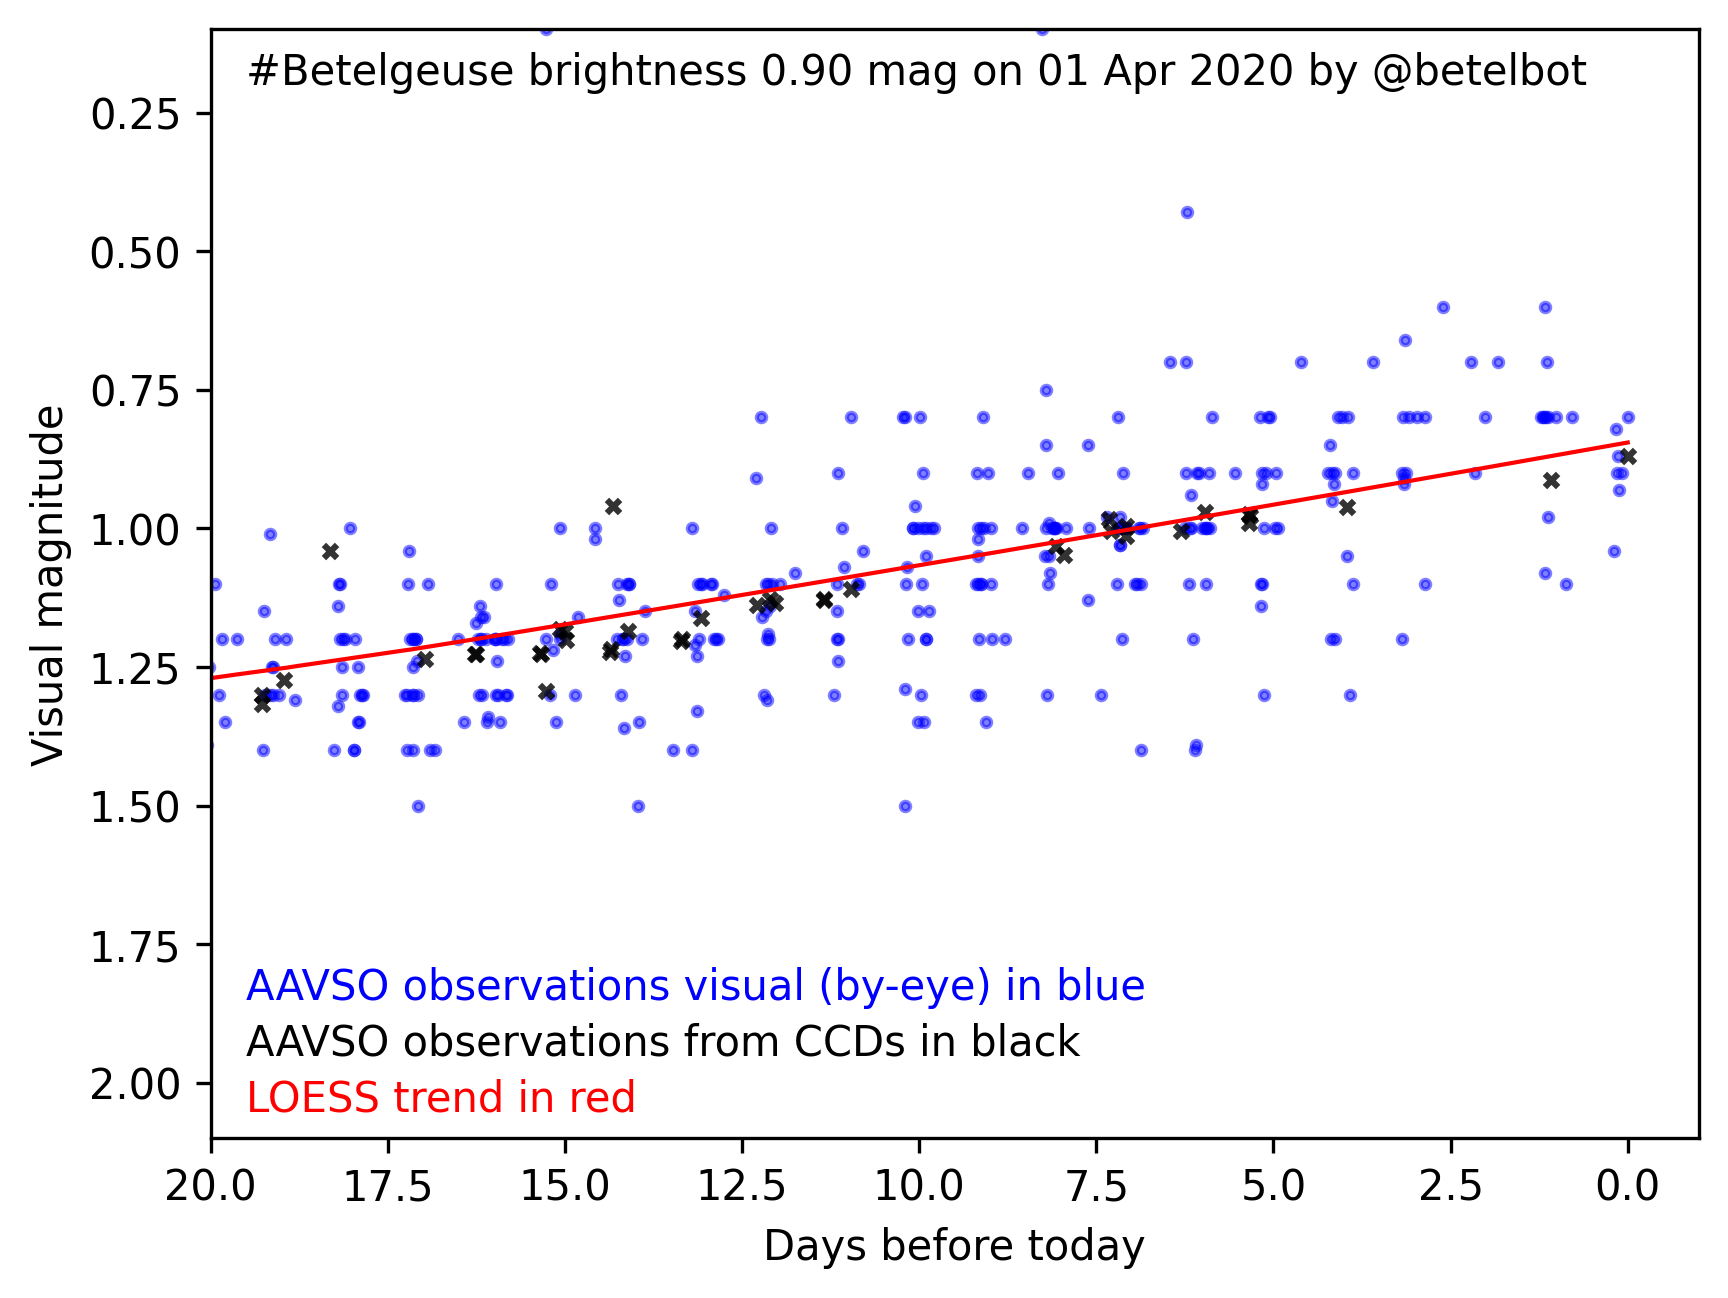 #Betelgeuse brightness 0.90 mag on 01 Apr 2020 by @betelbot
0.25
0.50
0.75
1.00
1.25
1.50
1.75
2.00
Visual magnitude
AAVSO observations visual (by-eye) in blue
AAVSO observations from CCDs in black
LOESS trend in red
20.0 17.5 15.0 12.5 10.0 7.5 5.0 2.5 0.0
Days before today